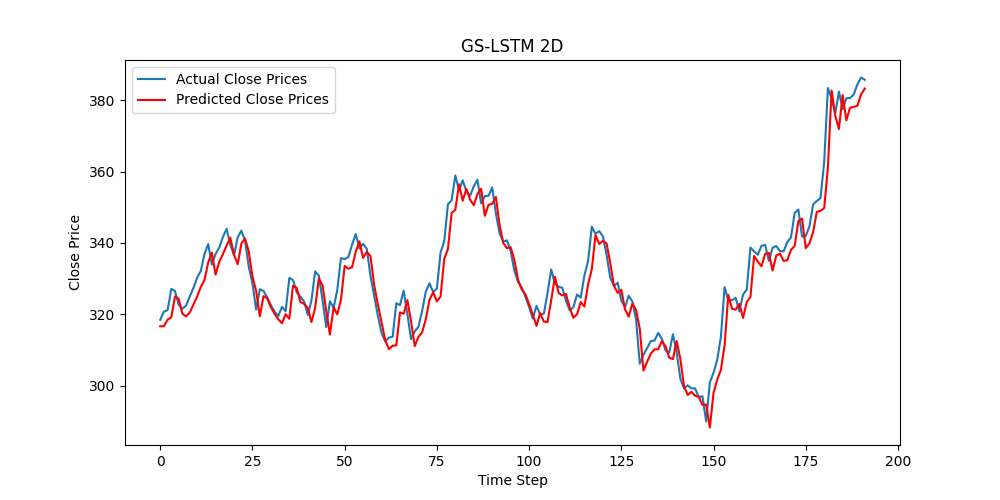 GS-LSTM 2D
Actual Close Prices
Predicted Close Prices
Close Price
380
360
340
320
300
0 25 50 75 100 125 150 175 200
Time Step